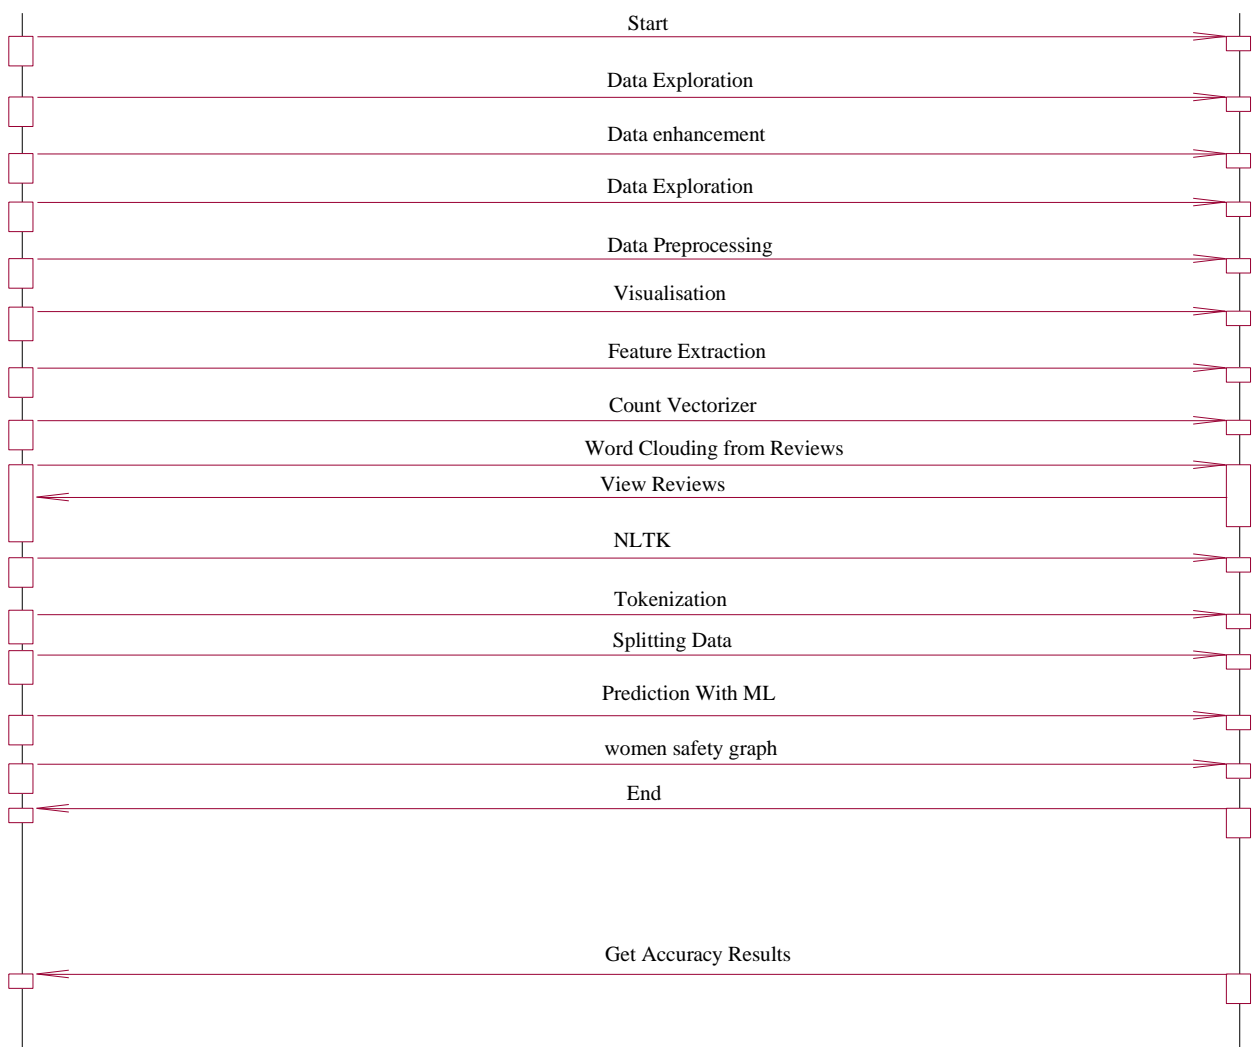 Start
Data Exploration
Data enhancement
Data Exploration
Data Preprocessing
Visualisation
Feature Extraction
Count Vectorizer
Word Clouding from Reviews
View Reviews
NLTK
Tokenization
Splitting Data
Prediction With ML
women safety graph
End
Get Accuracy Results